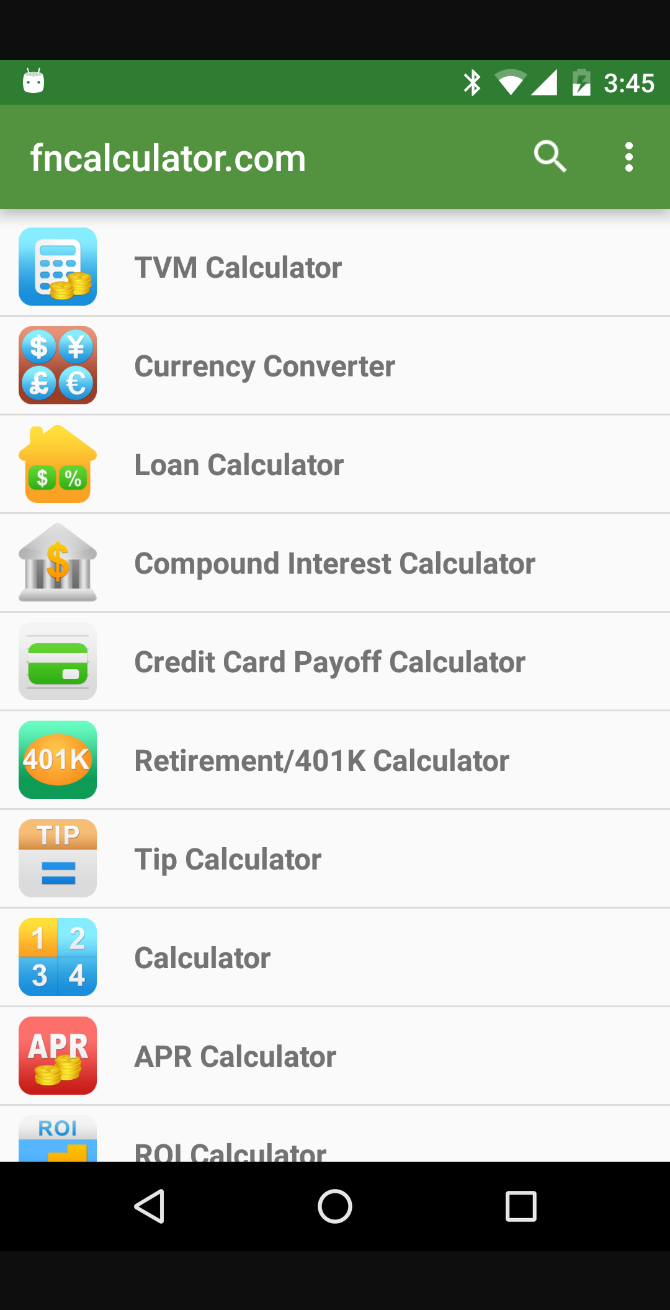 3:45
fncalculator.com
TVM Calculator
$ ¥
£ €
Currency Converter
$ %
Loan Calculator
$
Compound Interest Calculator
Credit Card Payoff Calculator
401K
Retirement/401K Calculator
TIP
=
Tip Calculator
1 2
3 4
Calculator
APR
APR Calculator
ROI
ROI Calculator